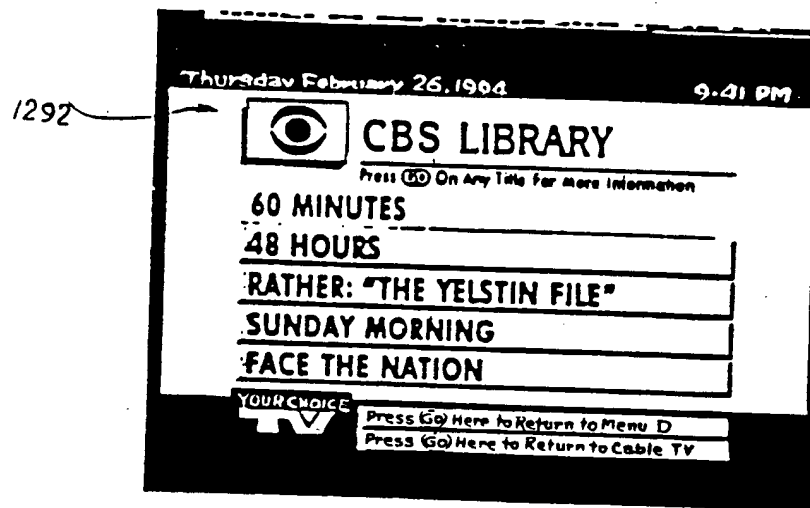 Thursday February 26, 1994 9:41 PM
1292
CBS LIBRARY
Press GO On Any Title For More Information
60 MINUTES
48 HOURS
RATHER: "THE YELSTIN FILE"
SUNDAY MORNING
FACE THE NATION
YOUR CHOICE
TV
Press Go Here to Return to Menu D
Press Go Here to Return to Cable TV